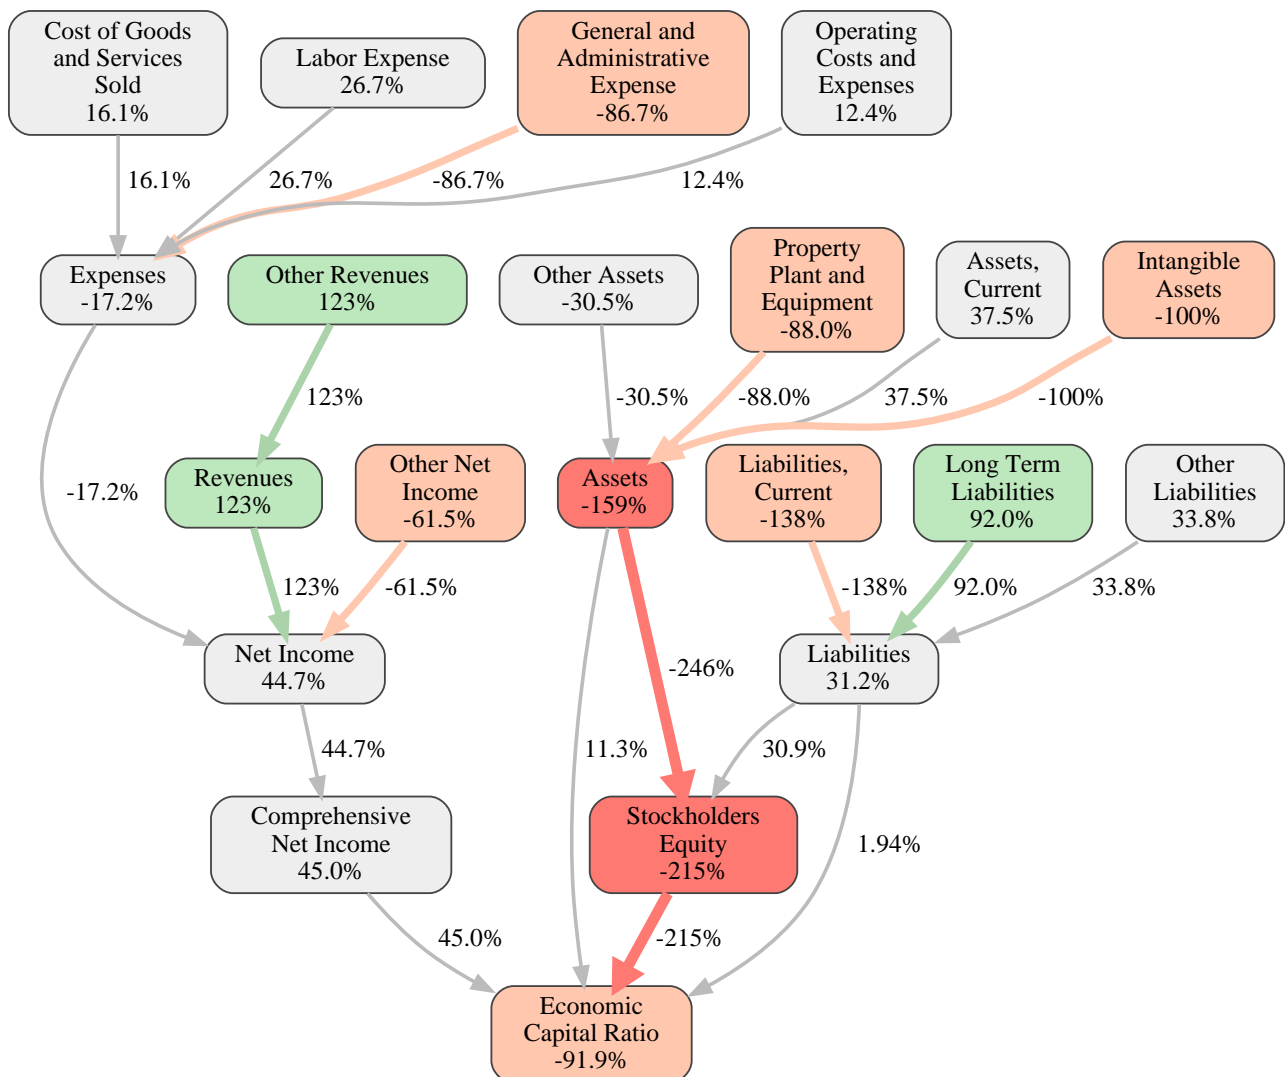 Cost of Goods
and Services
Sold
16.1%
Labor Expense
26.7%
General and
Administrative
Expense
-86.7%
Operating
Costs and
Expenses
12.4%
16.1%
26.7%
-86.7%
12.4%
Expenses
-17.2%
Other Revenues
123%
Other Assets
-30.5%
Property
Plant and
Equipment
-88.0%
Assets,
Current
37.5%
Intangible
Assets
-100%
123%
-30.5%
-88.0%
37.5%
-100%
-17.2%
Revenues
123%
Other Net
Income
-61.5%
Assets
-159%
Liabilities,
Current
-138%
Long Term
Liabilities
92.0%
Other
Liabilities
33.8%
123%
-61.5%
-138%
92.0%
33.8%
Net Income
44.7%
-246%
Liabilities
31.2%
44.7%
11.3%
30.9%
Comprehensive
Net Income
45.0%
Stockholders
Equity
-215%
1.94%
45.0%
-215%
Economic
Capital Ratio
-91.9%